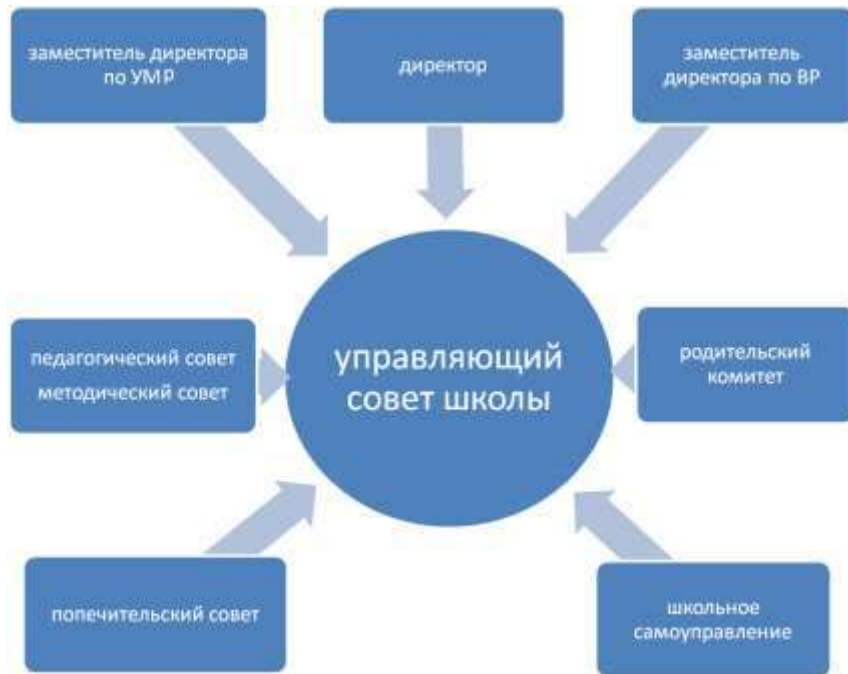 заместитель директора
по УМР
директор
заместитель
директора по ВР
управляющий
совет школы
педагогический совет
методический совет
родительский
комитет
попечительский совет
школьное
самоуправление